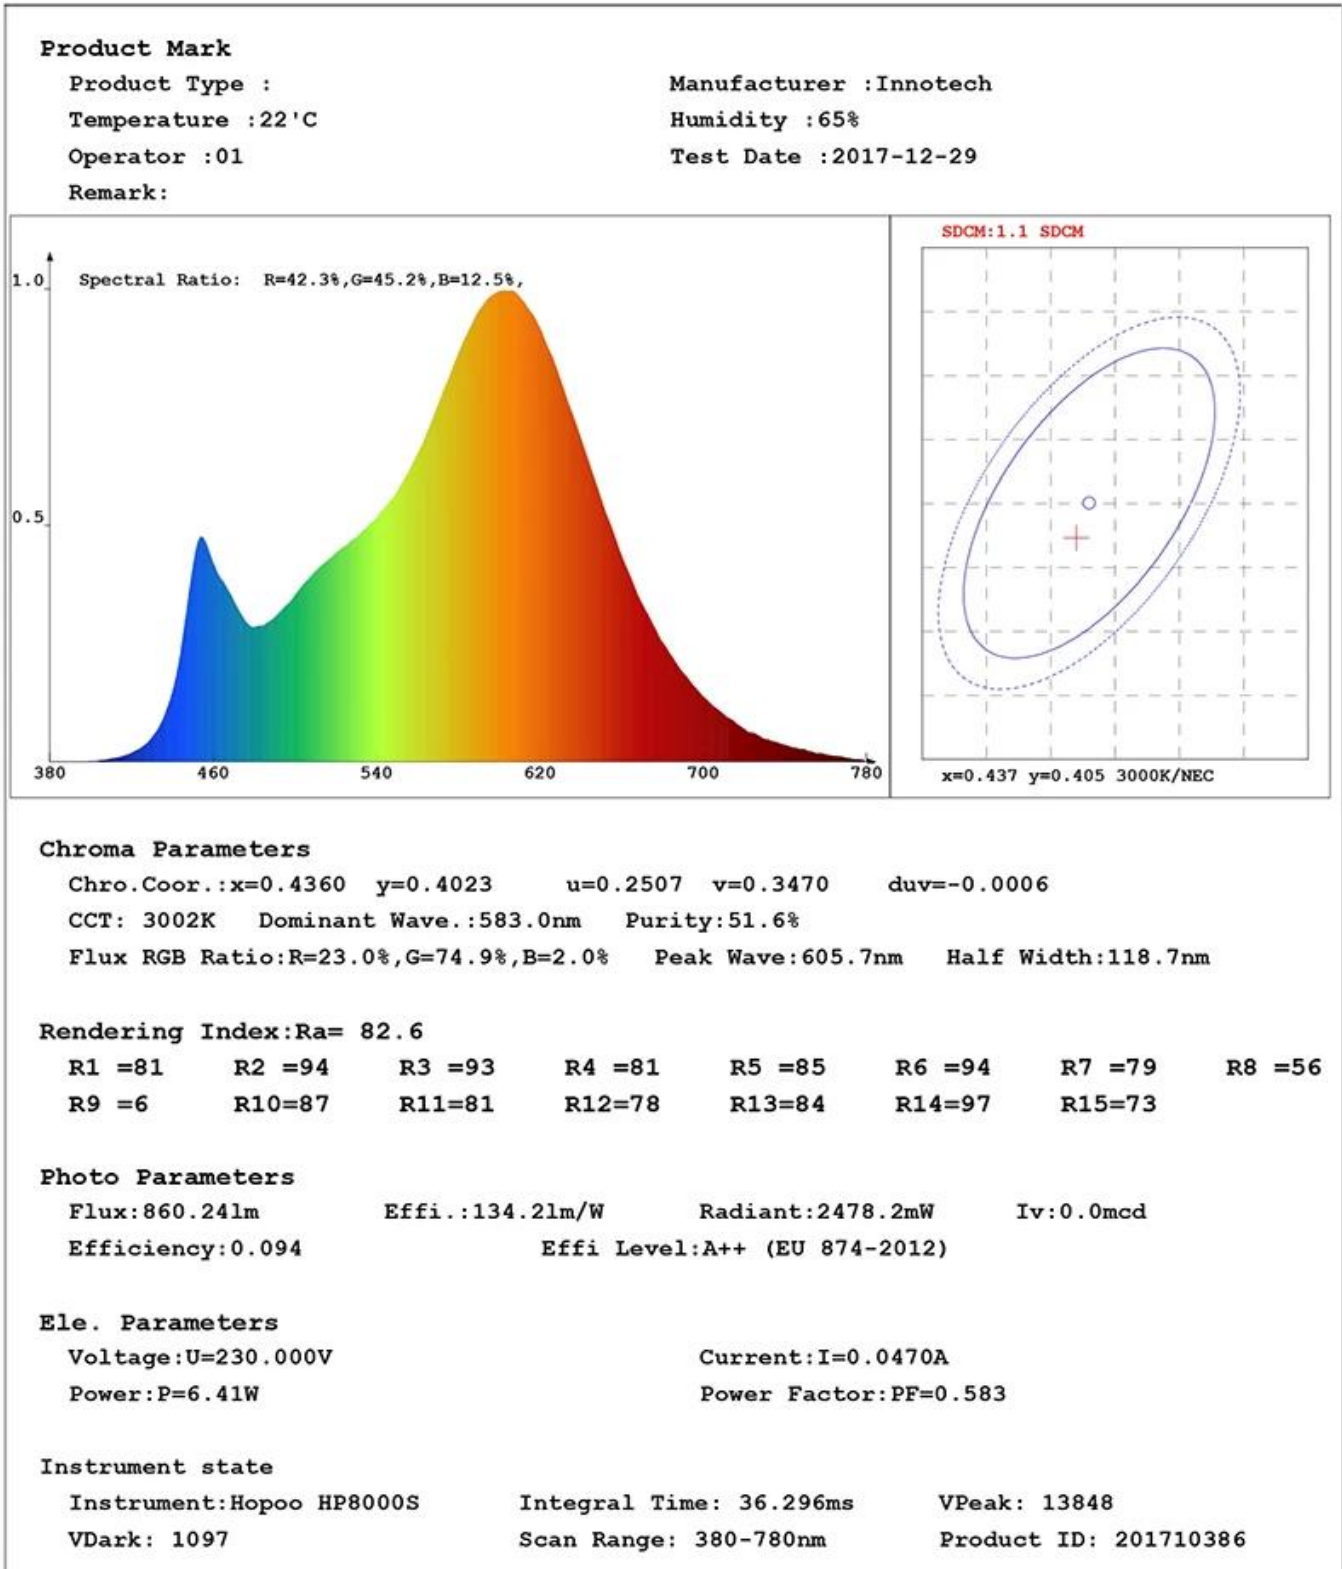 Product Mark
Product Type :
Manufacturer :Innotech
Temperature :22'C
Humidity :65%
Operator :01
Test Date :2017-12-29
Remark:
SDCM:1.1 SDCM
1.0
Spectral Ratio: R=42.3%,G=45.2%,B=12.5%,
0.5
380 460 540 620 700 780
x=0.437 y=0.405 3000K/NEC
Chroma Parameters
Chro.Coor.:x=0.4360 y=0.4023 u=0.2507 v=0.3470 duv=-0.0006
CCT: 3002K Dominant Wave.:583.0nm Purity:51.6%
Flux RGB Ratio:R=23.0%,G=74.9%,B=2.0% Peak Wave:605.7nm Half Width:118.7nm
Rendering Index:Ra= 82.6
R1 =81 R2 =94 R3 =93 R4 =81 R5 =85 R6 =94 R7 =79 R8 =56
R9 =6 R10=87 R11=81 R12=78 R13=84 R14=97 R15=73
Photo Parameters
Flux:860.24lm Effi.:134.2lm/W Radiant:2478.2mW Iv:0.0mcd
Efficiency:0.094 Effi Level:A++ (EU 874-2012)
Ele. Parameters
Voltage:U=230.000V Current:I=0.0470A
Power:P=6.41W Power Factor:PF=0.583
Instrument state
Instrument:Hopoo HP8000S Integral Time: 36.296ms VPeak: 13848
VDark: 1097 Scan Range: 380-780nm Product ID: 201710386